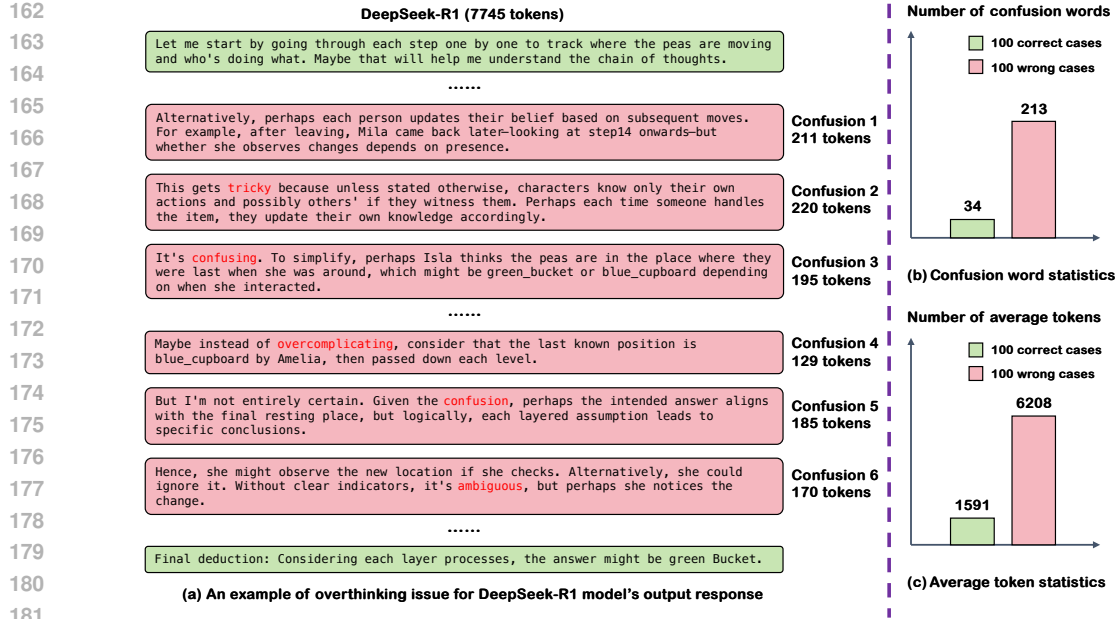 162
163
164
165
166
167
168
169
170
171
172
173
174
175
176
177
178
179
180
181
DeepSeek-R1 (7745 tokens)
Let me start by going through each step one by one to track where the peas are moving
and who's doing what. Maybe that will help me understand the chain of thoughts.
......
Alternatively, perhaps each person updates their belief based on subsequent moves.
For example, after leaving, Mila came back later—looking at step14 onwards—but
whether she observes changes depends on presence.
Confusion 1
211 tokens
This gets tricky because unless stated otherwise, characters know only their own
actions and possibly others' if they witness them. Perhaps each time someone handles
the item, they update their own knowledge accordingly.
Confusion 2
220 tokens
It's confusing. To simplify, perhaps Isla thinks the peas are in the place where they
were last when she was around, which might be green_bucket or blue_cupboard depending
on when she interacted.
Confusion 3
195 tokens
......
Maybe instead of overcomplicating, consider that the last known position is
blue_cupboard by Amelia, then passed down each level.
Confusion 4
129 tokens
But I'm not entirely certain. Given the confusion, perhaps the intended answer aligns
with the final resting place, but logically, each layered assumption leads to
specific conclusions.
Confusion 5
185 tokens
Hence, she might observe the new location if she checks. Alternatively, she could
ignore it. Without clear indicators, it's ambiguous, but perhaps she notices the
change.
Confusion 6
170 tokens
......
Final deduction: Considering each layer processes, the answer might be green Bucket.
(a) An example of overthinking issue for DeepSeek-R1 model's output response
Number of confusion words
100 correct cases
100 wrong cases
213
34
(b) Confusion word statistics
Number of average tokens
100 correct cases
100 wrong cases
6208
1591
(c) Average token statistics